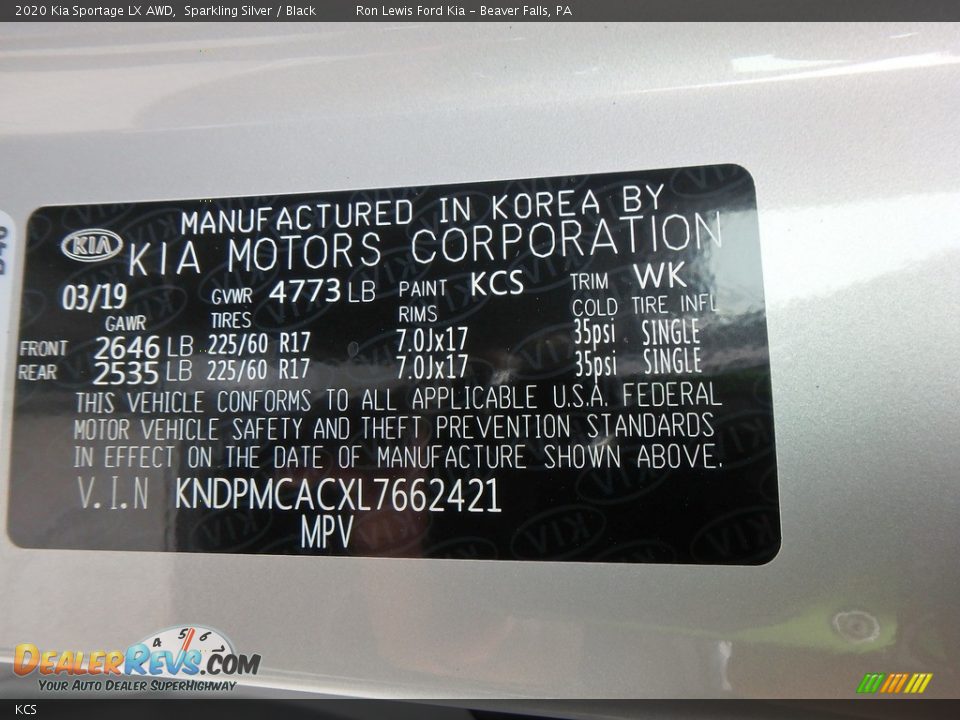 2020 Kia Sportage LX AWD, Sparkling Silver / Black Ron Lewis Ford Kia - Beaver Falls, PA
MANUFACTURED IN KOREA BY
KIA KIA MOTORS CORPORATION
03/19 GVWR 4773 LB PAINT KCS TRIM WK
GAWR TIRES RIMS COLD TIRE INFL
FRONT 2646 LB 225/60 R17 7.0Jx17 35psi SINGLE
REAR 2535 LB 225/60 R17 7.0Jx17 35psi SINGLE
THIS VEHICLE CONFORMS TO ALL APPLICABLE U.S.A. FEDERAL
MOTOR VEHICLE SAFETY AND THEFT PREVENTION STANDARDS
IN EFFECT ON THE DATE OF MANUFACTURE SHOWN ABOVE.
V.I.N KNDPMCACXL7662421
MPV
4 5 6
DEALERREVS.COM
YOUR AUTO DEALER SUPERHIGHWAY
KCS